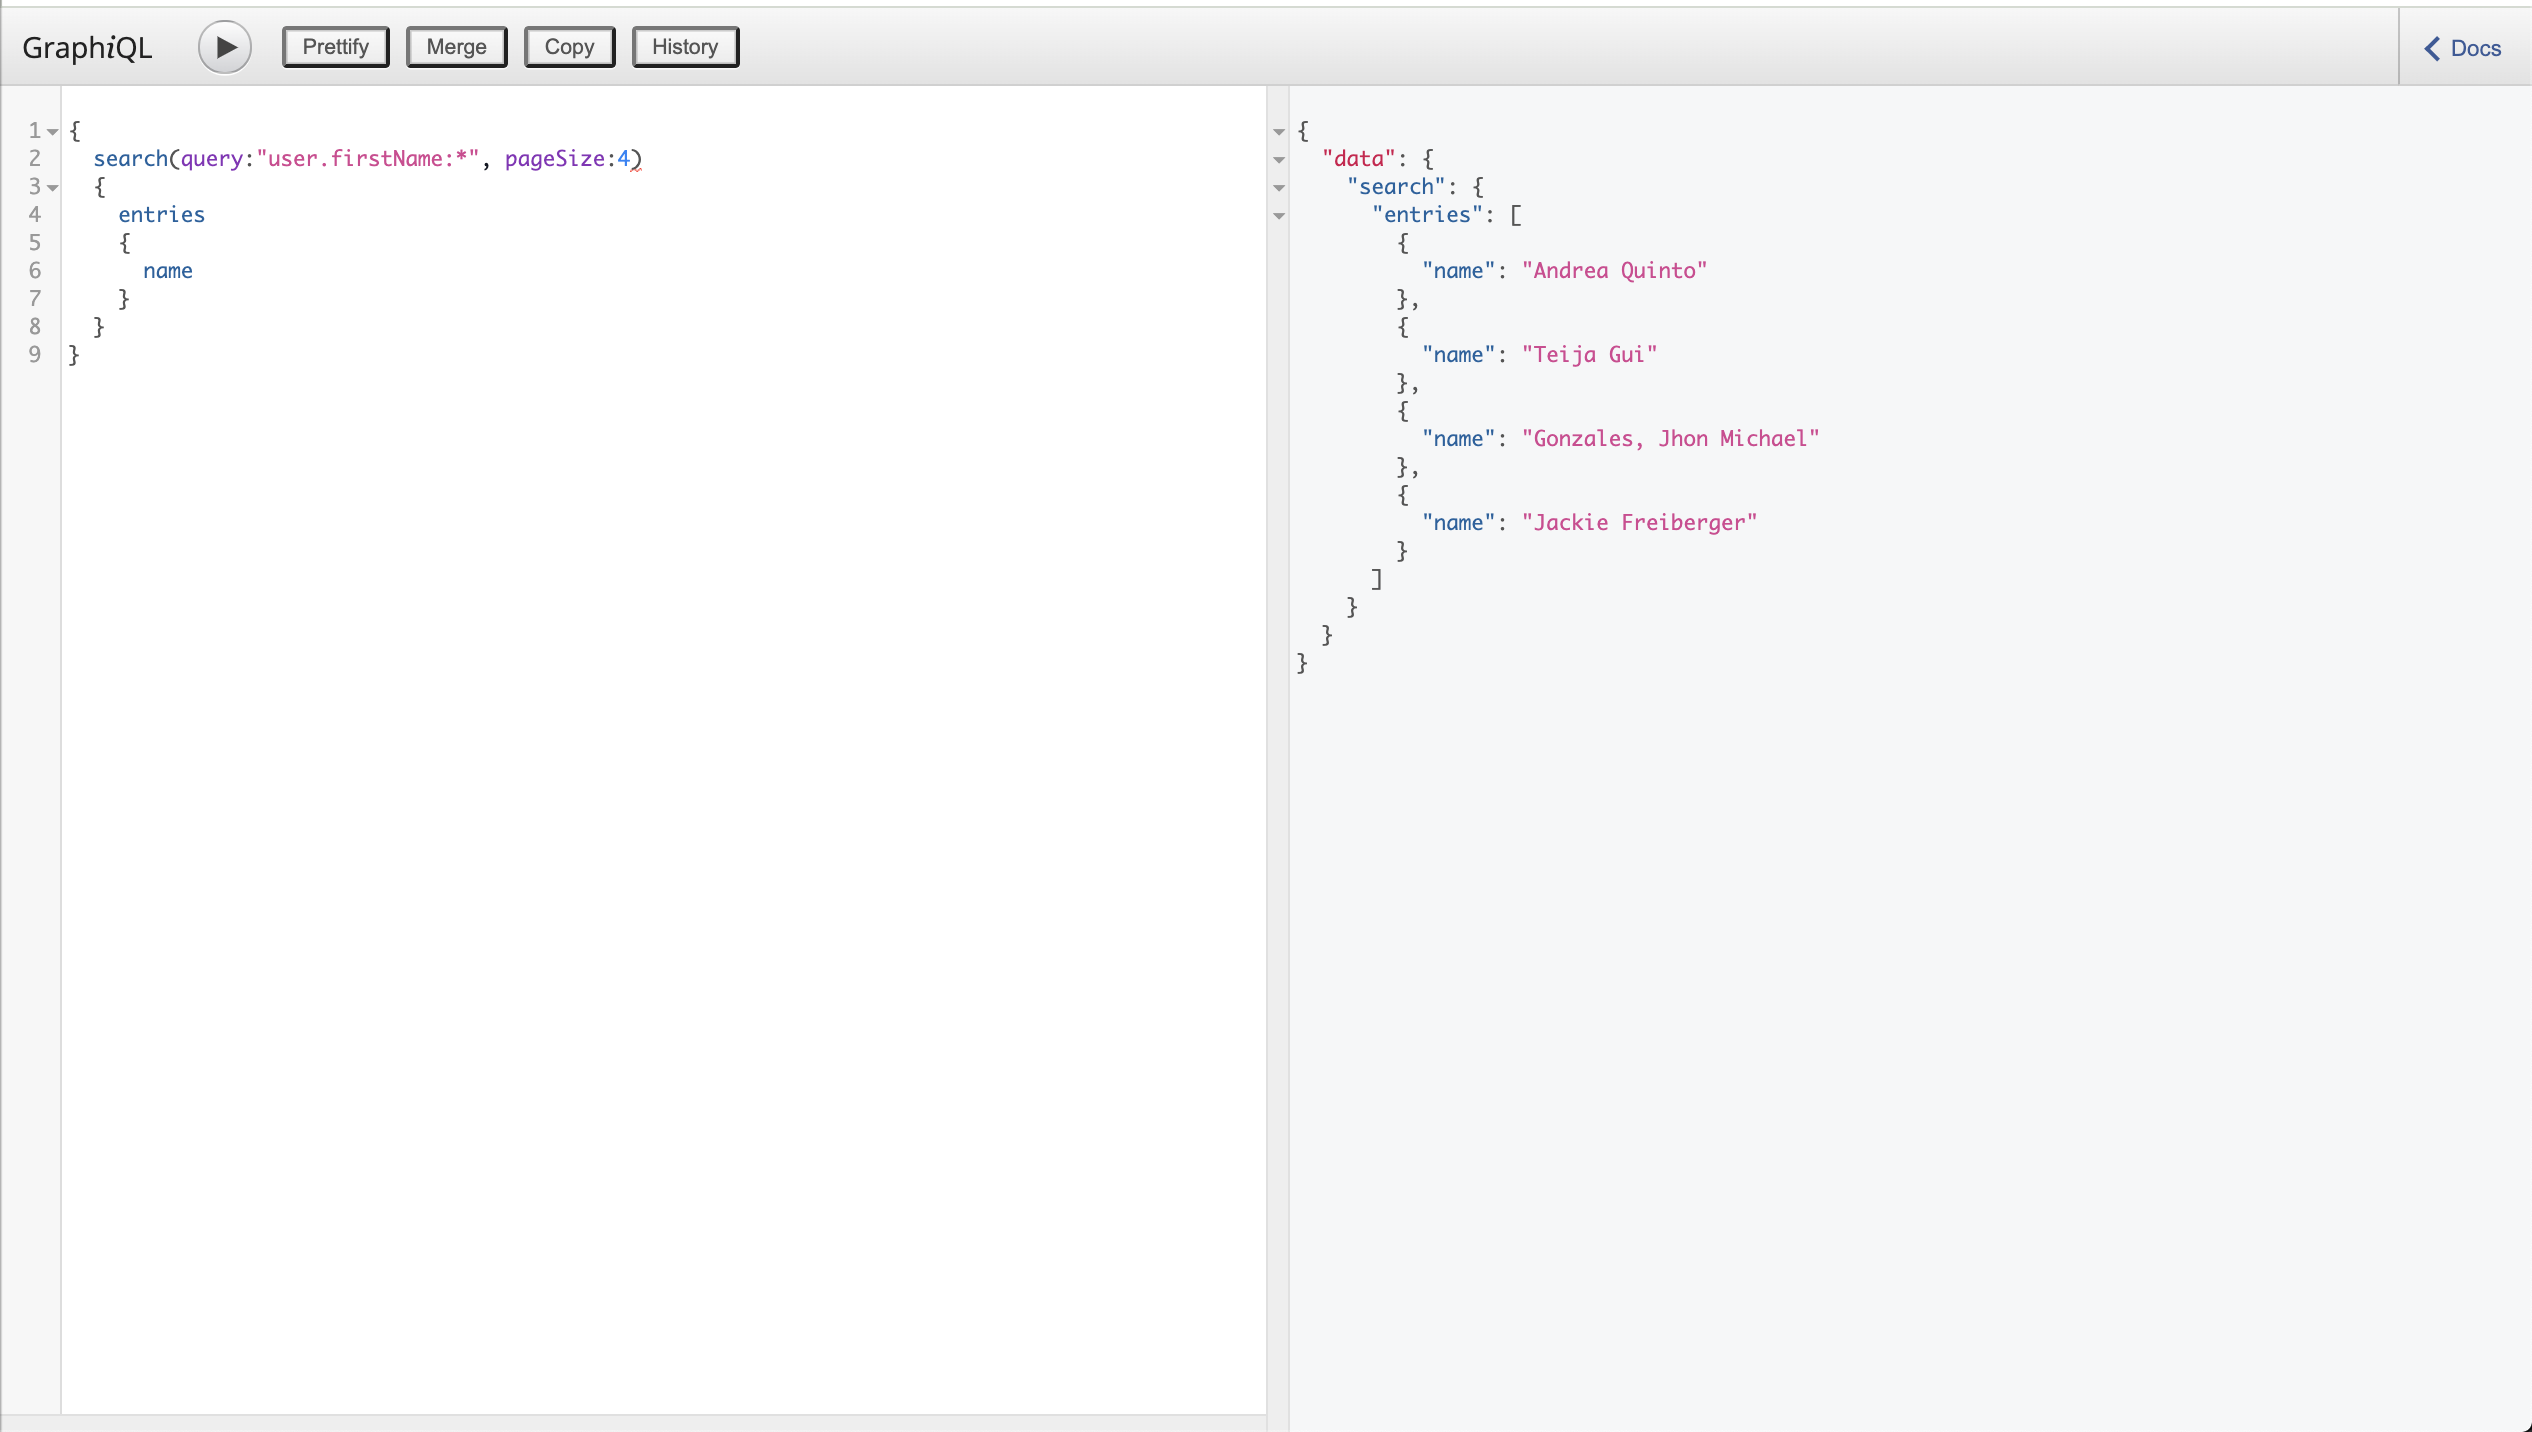 GraphiQL
Prettify
Merge
Copy
History
Docs
1 {
2 search(query:"user.firstName:*", pageSize:4)
3 {
4 entries
5 {
6 name
7 }
8 }
9 }
{
"data": {
"search": {
"entries": [
{
"name": "Andrea Quinto"
},
{
"name": "Teija Gui"
},
{
"name": "Gonzales, Jhon Michael"
},
{
"name": "Jackie Freiberger"
}
]
}
}
}